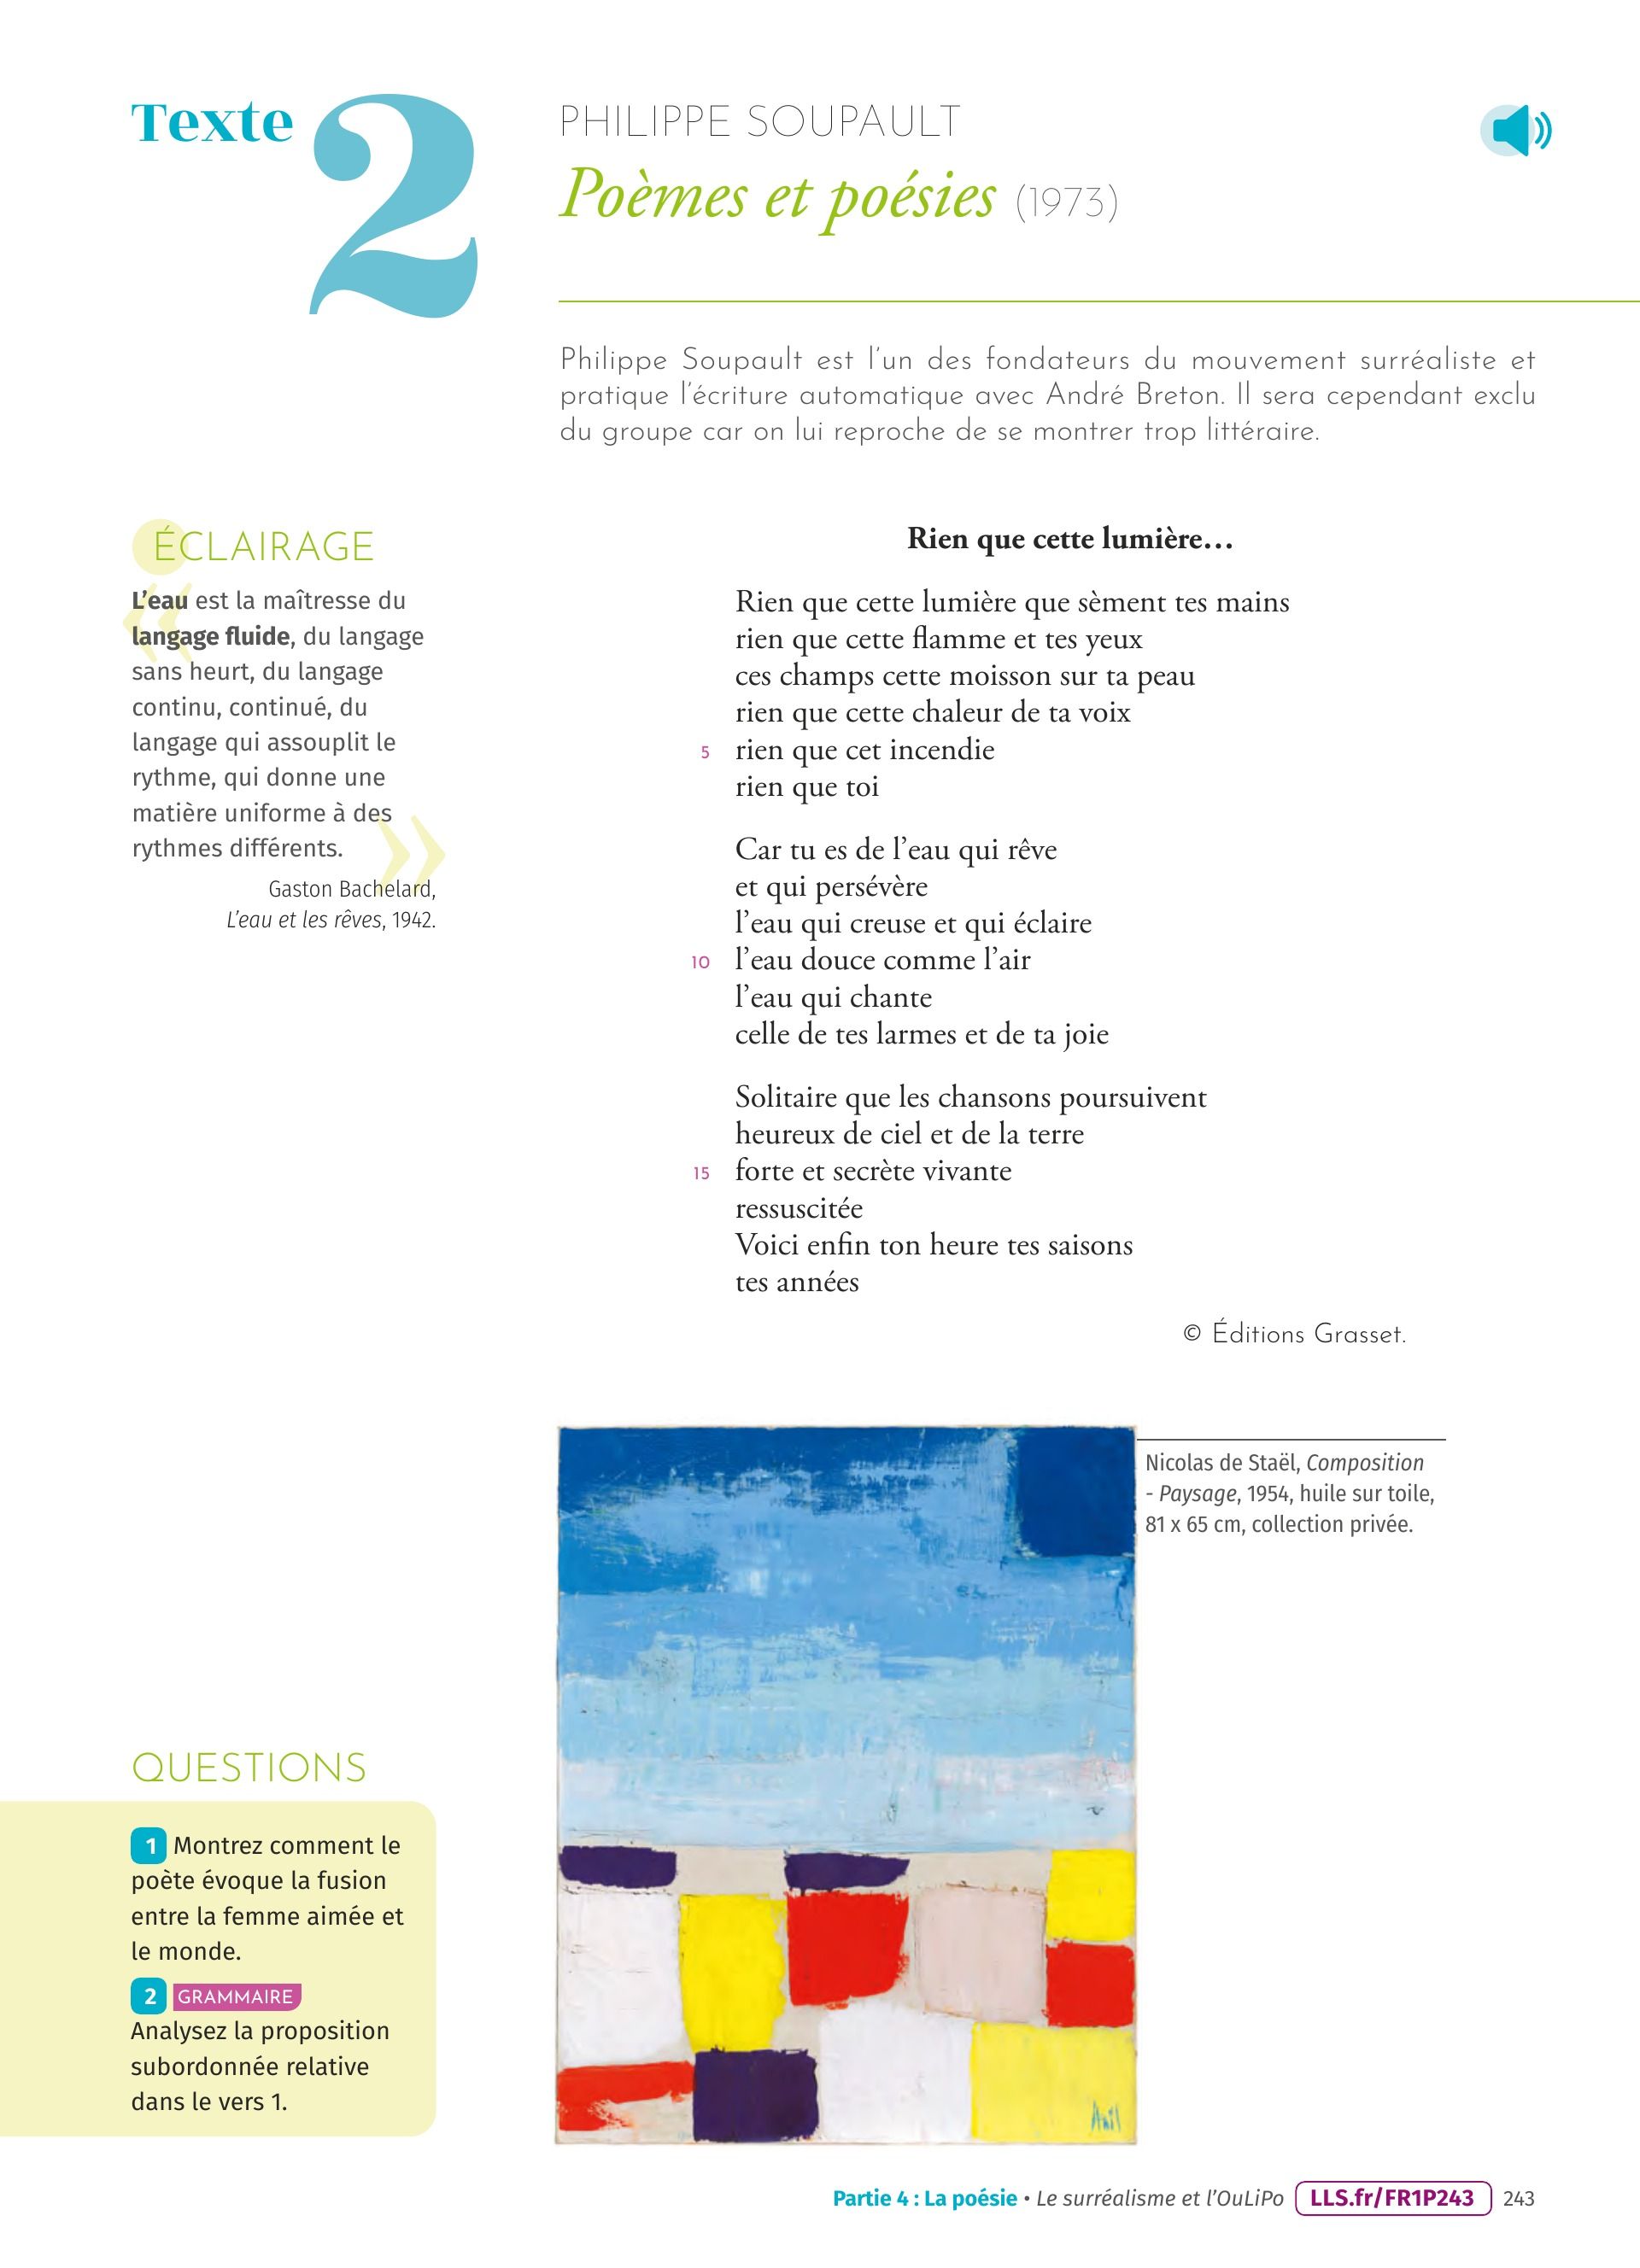 Texte 2
PHILIPPE SOUPAULT
Poèmes et poésies (1973)
Philippe Soupault est l'un des fondateurs du mouvement surréaliste et
pratique l'écriture automatique avec André Breton. Il sera cependant exclu
du groupe car on lui reproche de se montrer trop littéraire.
ÉCLAIRAGE
«
L'eau est la maîtresse du
langage fluide, du langage
sans heurt, du langage
continu, continué, du
langage qui assouplit le
rythme, qui donne une
matière uniforme à des
rythmes différents.
»
Gaston Bachelard,
L'eau et les rêves, 1942.
Rien que cette lumière…
Rien que cette lumière que sèment tes mains
rien que cette flamme et tes yeux
ces champs cette moisson sur ta peau
rien que cette chaleur de ta voix
5 rien que cet incendie
rien que toi
Car tu es de l'eau qui rêve
et qui persévère
l'eau qui creuse et qui éclaire
10 l'eau douce comme l'air
l'eau qui chante
celle de tes larmes et de ta joie
Solitaire que les chansons poursuivent
heureux de ciel et de la terre
15 forte et secrète vivante
ressuscitée
Voici enfin ton heure tes saisons
tes années
© Éditions Grasset.
Nicolas de Staël, Composition
- Paysage, 1954, huile sur toile,
81 x 65 cm, collection privée.
QUESTIONS
1 Montrez comment le
poète évoque la fusion
entre la femme aimée et
le monde.
2 GRAMMAIRE
Analysez la proposition
subordonnée relative
dans le vers 1.
Partie 4 : La poésie • Le surréalisme et l'OuLiPo LLS.fr/FR1P243 243